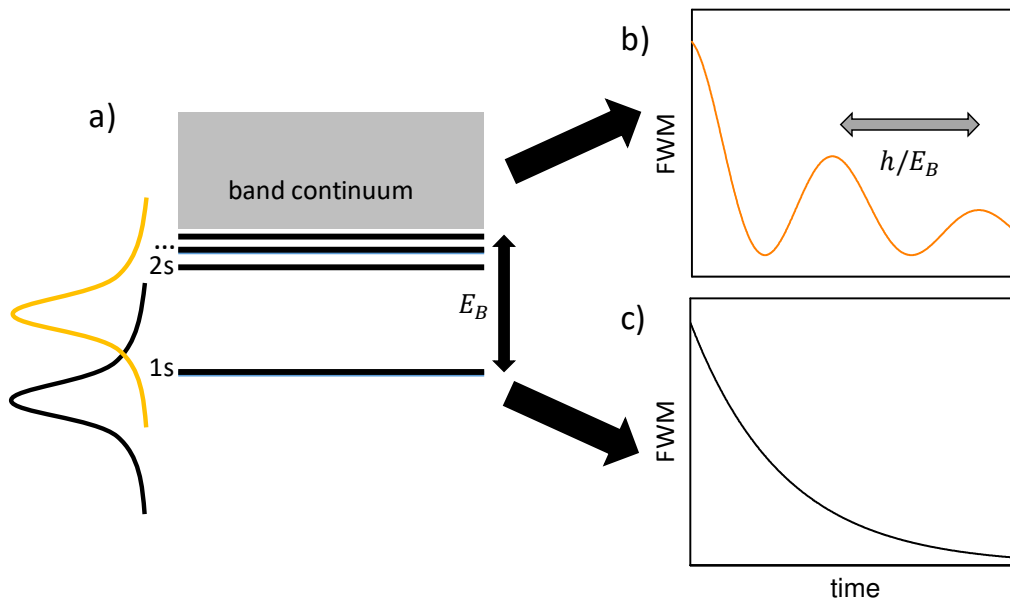 a)
band continuum
...
2s
1s
E_B
b)
FWM
h/E_B
c)
FWM
time